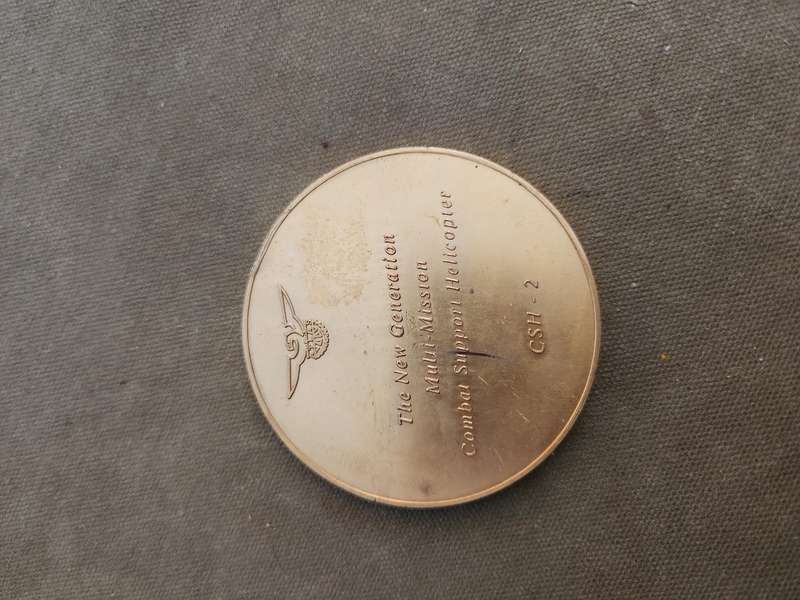 The New Generation
Multi-Mission
Combat Support Helicopter
CSH - 2